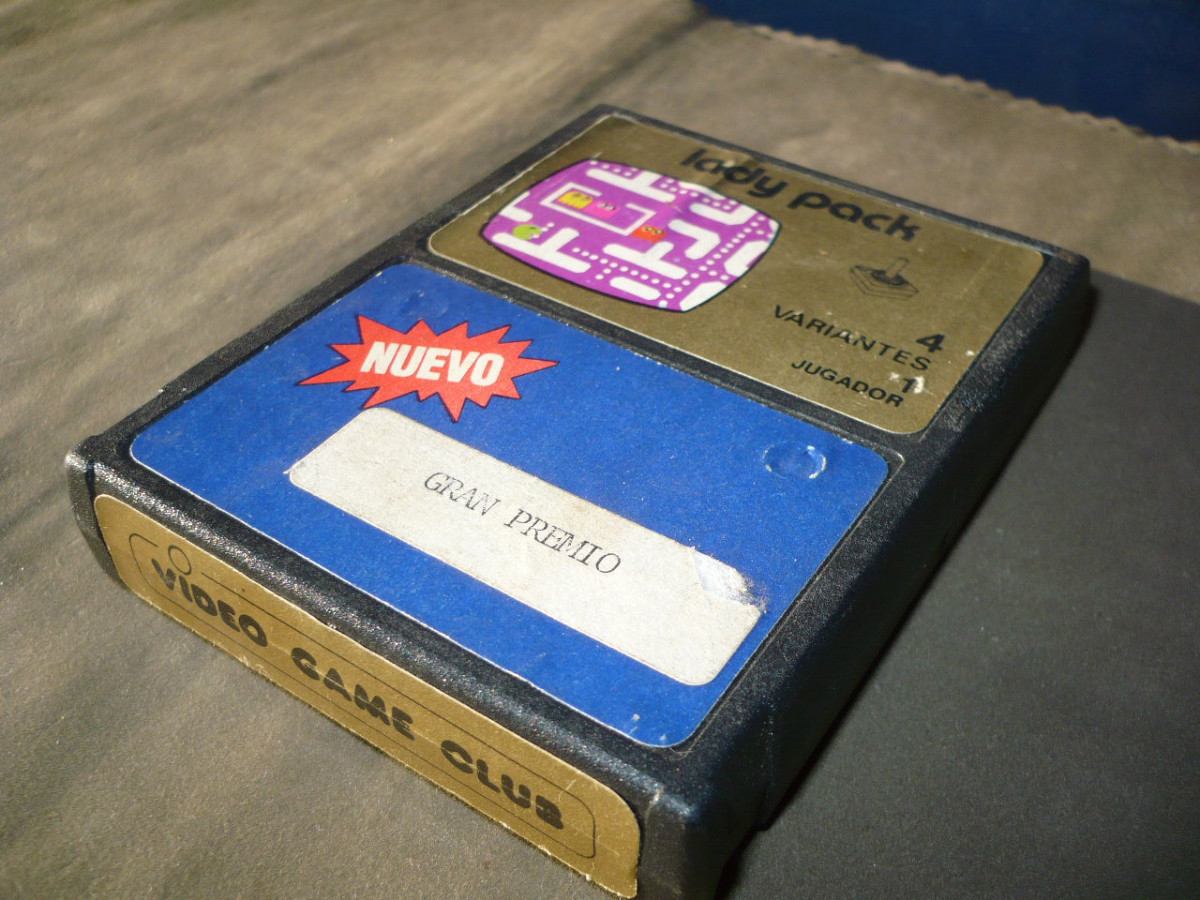 lady pack
4
VARIANTES
1
JUGADOR
NUEVO
GRAN PREMIO
VIDEO GAME CLUB